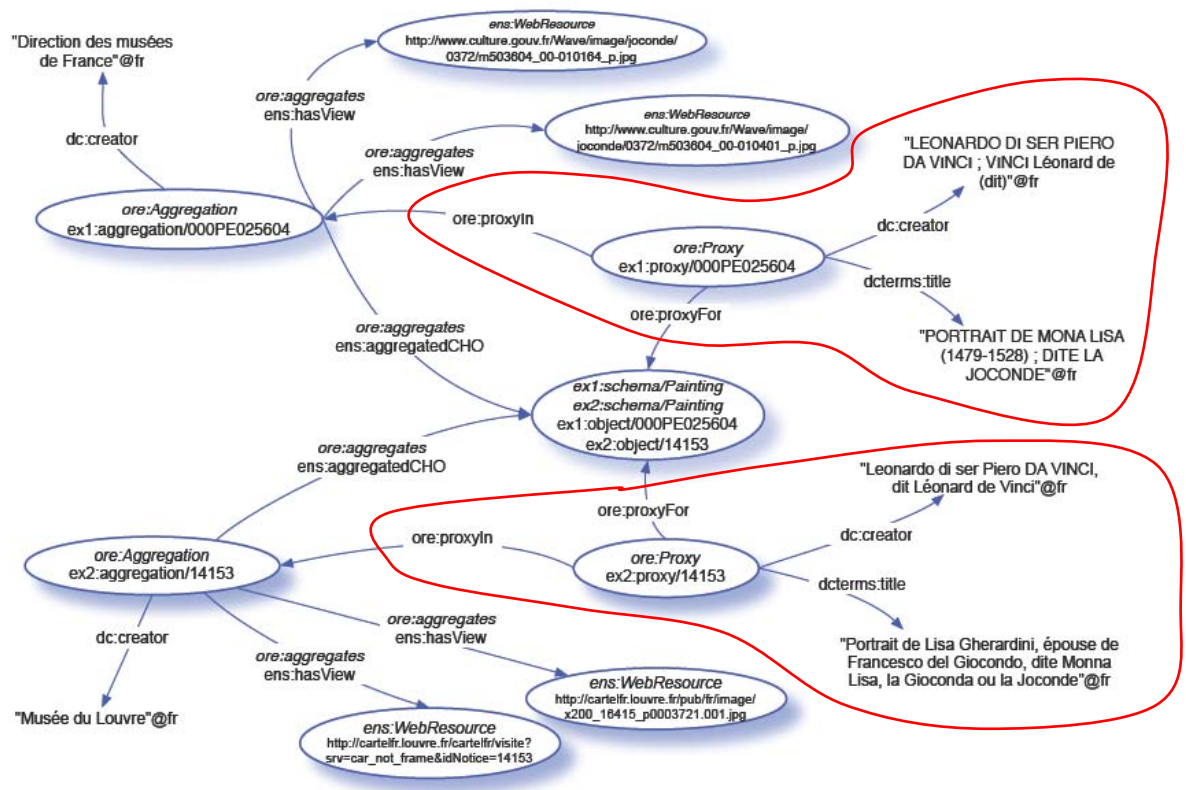 "Direction des musées
de France"@fr
dc:creator
ore:Aggregation
ex1:aggregation/000PE025604
ore:aggregates
ens:hasView
ens:WebResource
http://www.culture.gouv.fr/Wave/image/joconde/
0372/m503604_00-010164_p.jpg
ore:aggregates
ens:hasView
ens:WebResource
http://www.culture.gouv.fr/Wave/image/
joconde/0372/m503604_00-010401_p.jpg
ore:proxyIn
ore:Proxy
ex1:proxy/000PE025604
dc:creator
"LEONARDO Di SER PiERO
DA ViNCi ; ViNCi Léonard de
(dit)"@fr
dcterms:title
"PORTRAiT DE MONA LiSA
(1479-1528) ; DiTE LA
JOCONDE"@fr
ore:proxyFor
ore:aggregates
ens:aggregatedCHO
ex1:schema/Painting
ex2:schema/Painting
ex1:object/000PE025604
ex2:object/14153
ore:aggregates
ens:aggregatedCHO
ore:proxyFor
ore:Aggregation
ex2:aggregation/14153
ore:proxyIn
ore:Proxy
ex2:proxy/14153
dc:creator
"Leonardo di ser Piero DA VINCI,
dit Léonard de Vinci"@fr
dcterms:title
"Portrait de Lisa Gherardini, épouse de
Francesco del Giocondo, dite Monna
Lisa, la Gioconda ou la Joconde"@fr
dc:creator
"Musée du Louvre"@fr
ore:aggregates
ens:hasView
ens:WebResource
http://cartelfr.louvre.fr/cartelfr/visite?
srv=car_not_frame&idNotice=14153
ore:aggregates
ens:hasView
ens:WebResource
http://cartelfr.louvre.fr/pub/fr/image/
x200_16415_p0003721.001.jpg